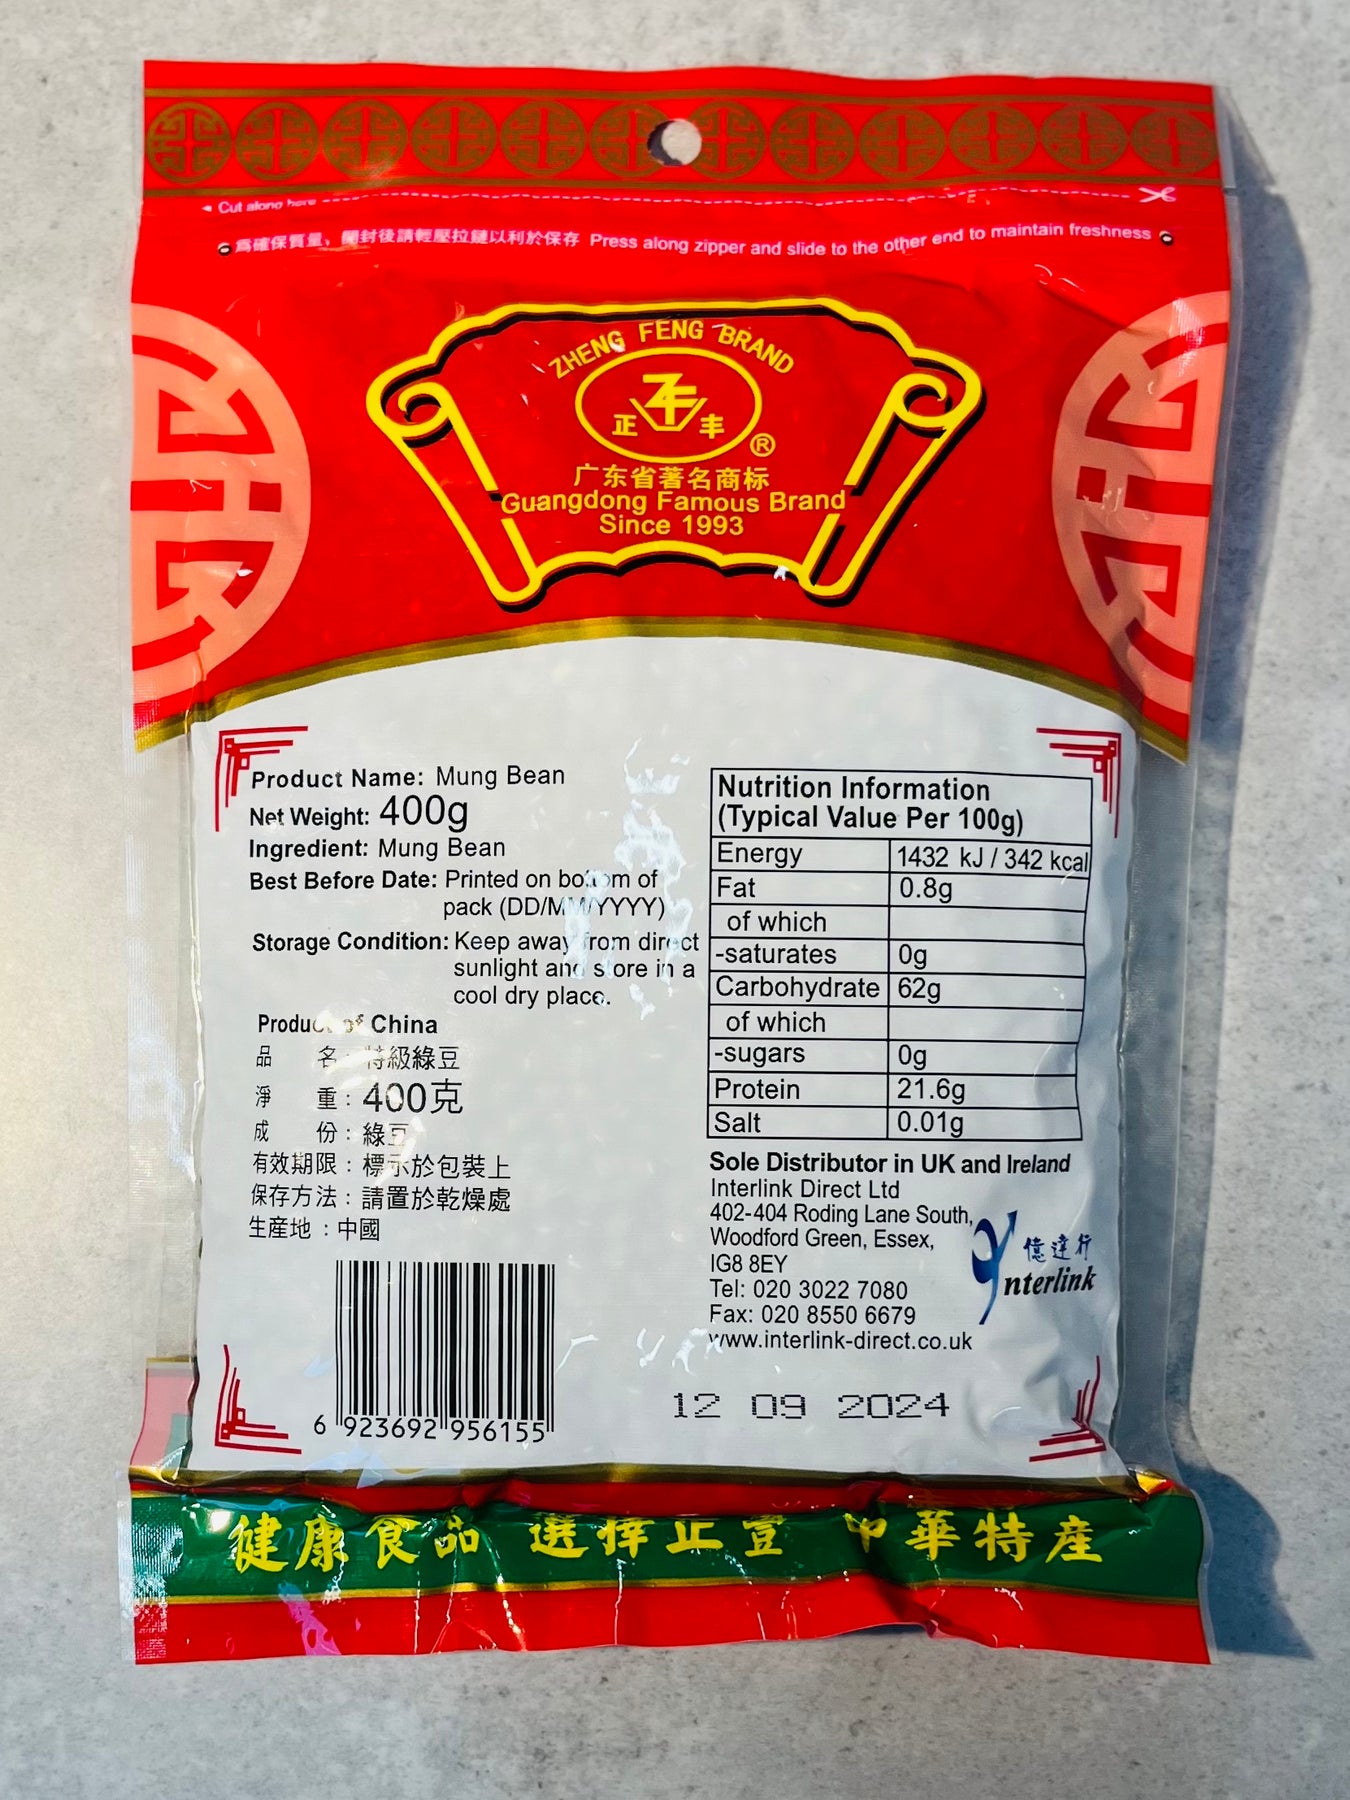 Cut along here
為確保質量，開封後請輕壓拉鏈以利於保存 Press along zipper and slide to the other end to maintain freshness
ZHENG FENG BRAND
正 丰
®
广东省著名商标
Guangdong Famous Brand
Since 1993
Product Name: Mung Bean
Net Weight: 400g
Ingredient: Mung Bean
Best Before Date: Printed on bottom of
pack (DD/MM/YYYY)
Storage Condition: Keep away from direct
sunlight and store in a
cool dry place.
Product of China
品 名：特級綠豆
淨 重：400克
成 份：綠豆
有效期限：標示於包裝上
保存方法：請置於乾燥處
生産地：中國
6 923692 956155
Nutrition Information
(Typical Value Per 100g)
Energy 1432 kJ / 342 kcal
Fat 0.8g
of which
-saturates 0g
Carbohydrate 62g
of which
-sugars 0g
Protein 21.6g
Salt 0.01g
Sole Distributor in UK and Ireland
Interlink Direct Ltd
402-404 Roding Lane South,
Woodford Green, Essex,
IG8 8EY
Tel: 020 3022 7080
Fax: 020 8550 6679
www.interlink-direct.co.uk
億達行
Interlink
12 09 2024
健康食品 選擇正豐 中華特産